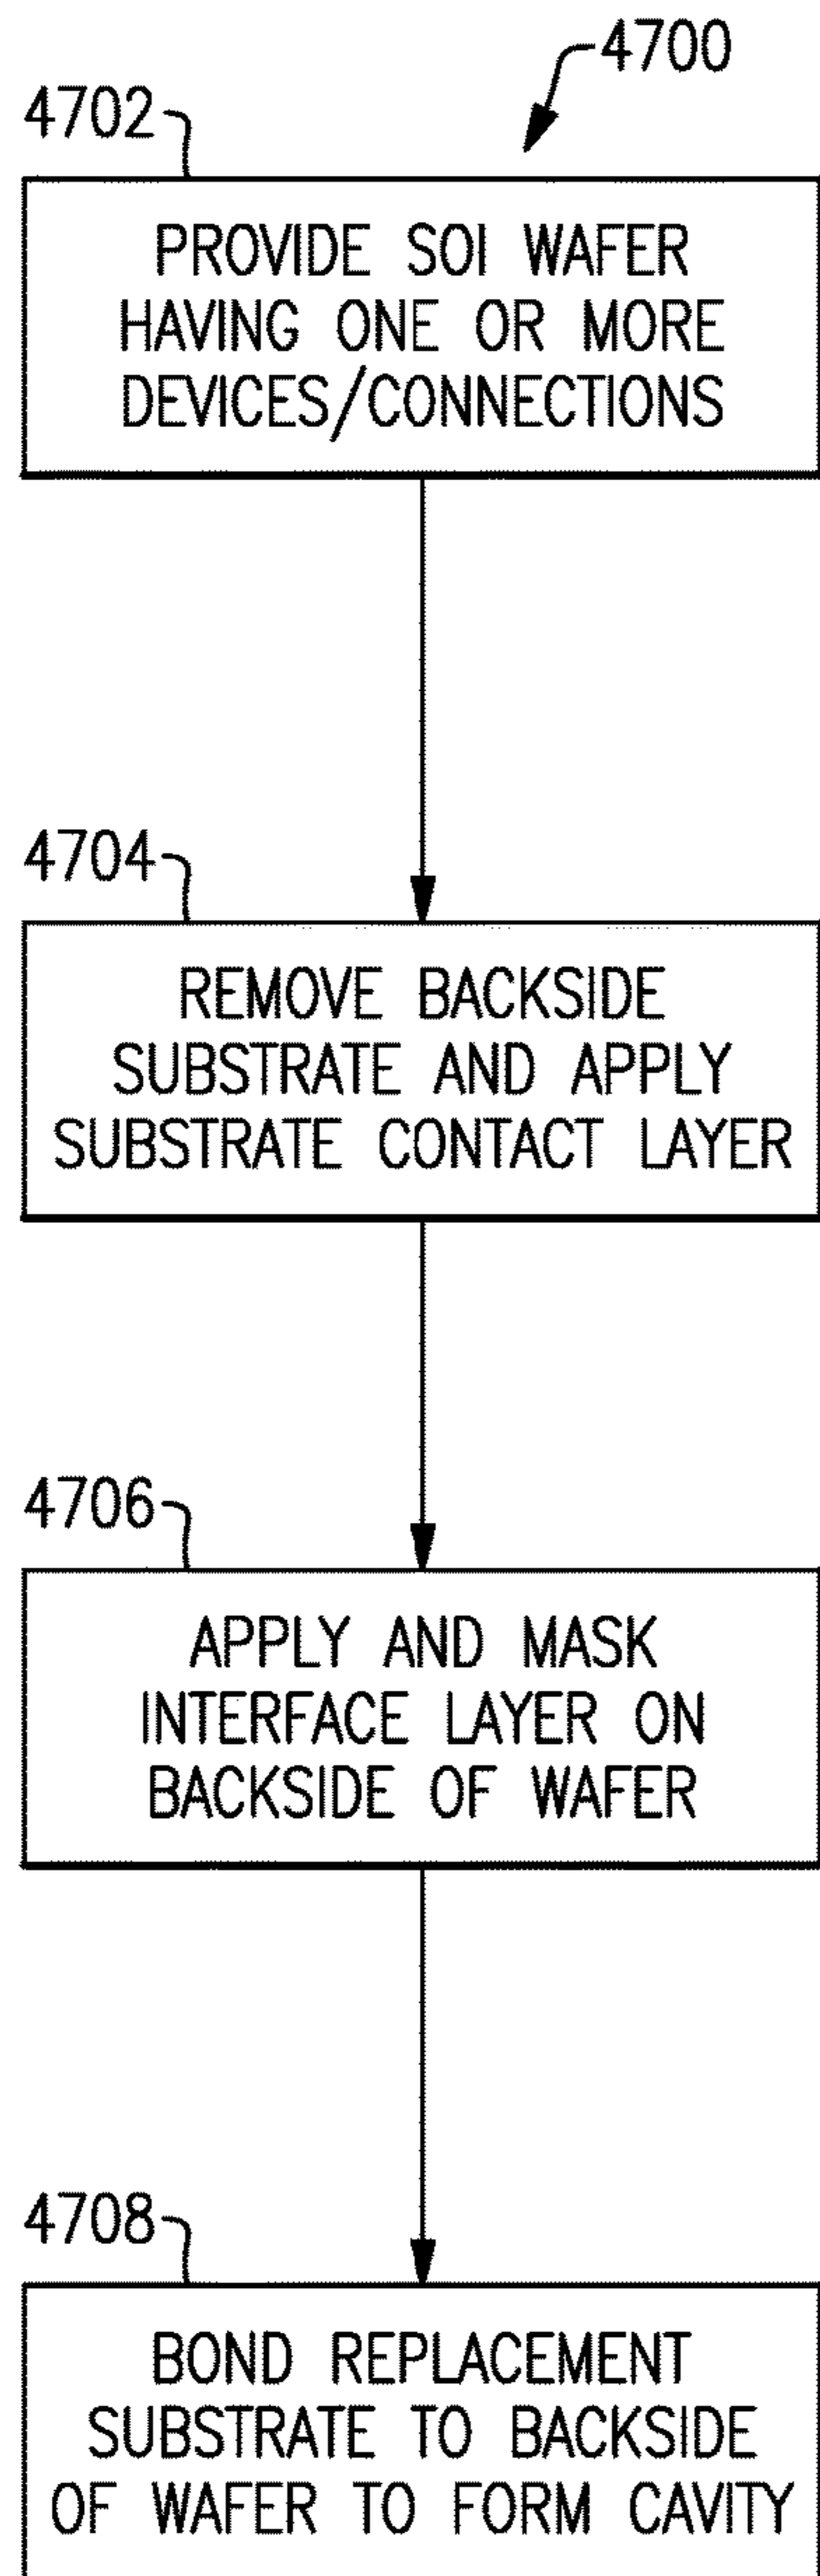 4700
4702
PROVIDE SOI WAFER
HAVING ONE OR MORE
DEVICES/CONNECTIONS
4704
REMOVE BACKSIDE
SUBSTRATE AND APPLY
SUBSTRATE CONTACT LAYER
4706
APPLY AND MASK
INTERFACE LAYER ON
BACKSIDE OF WAFER
4708
BOND REPLACEMENT
SUBSTRATE TO BACKSIDE
OF WAFER TO FORM CAVITY